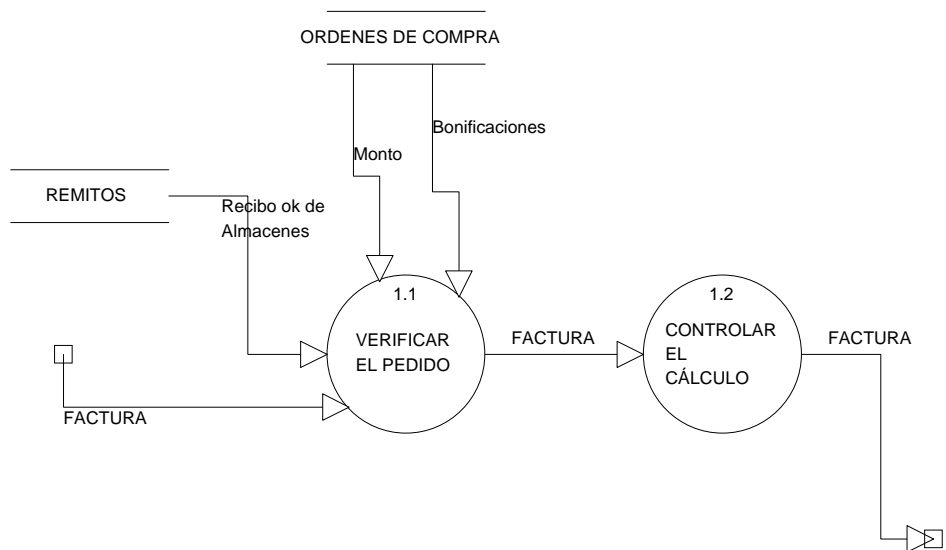 ORDENES DE COMPRA
Bonificaciones
Monto
REMITOS
Recibo ok de
Almacenes
1.1
VERIFICAR
EL PEDIDO
FACTURA
1.2
CONTROLAR
EL
CÁLCULO
FACTURA
FACTURA